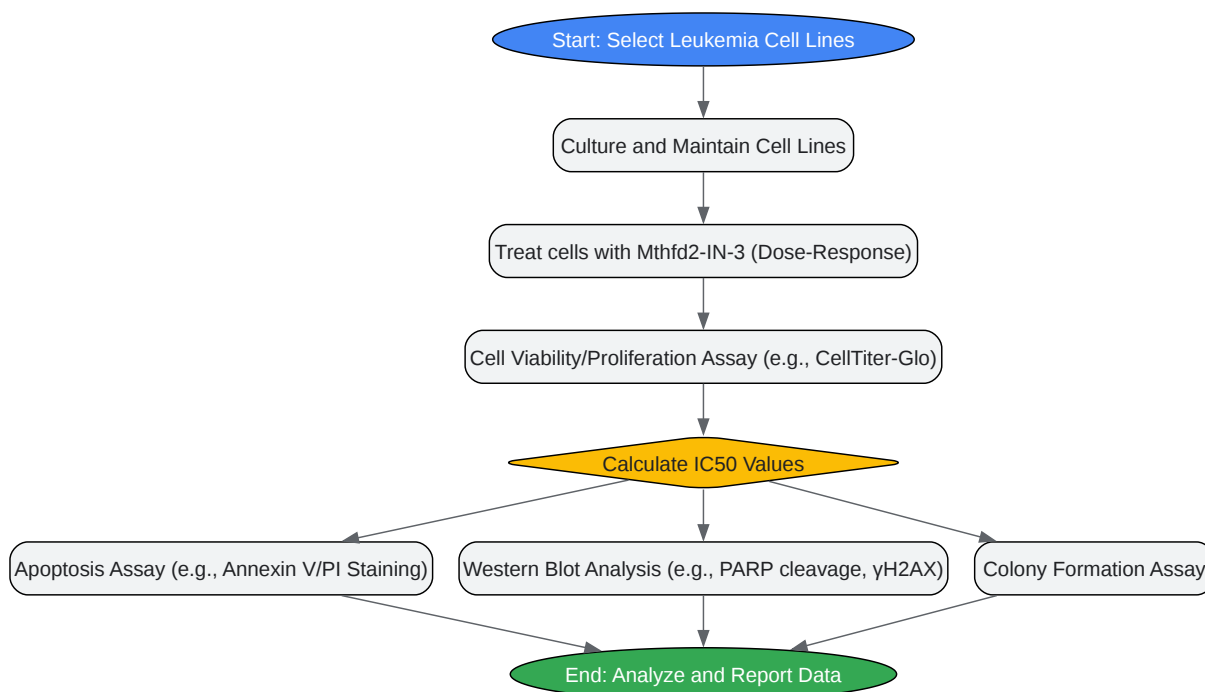 Start: Select Leukemia Cell Lines
Culture and Maintain Cell Lines
Treat cells with Mthfd2-IN-3 (Dose-Response)
Cell Viability/Proliferation Assay (e.g., CellTiter-Glo)
Calculate IC50 Values
Apoptosis Assay (e.g., Annexin V/PI Staining)
Western Blot Analysis (e.g., PARP cleavage, γH2AX)
Colony Formation Assay
End: Analyze and Report Data